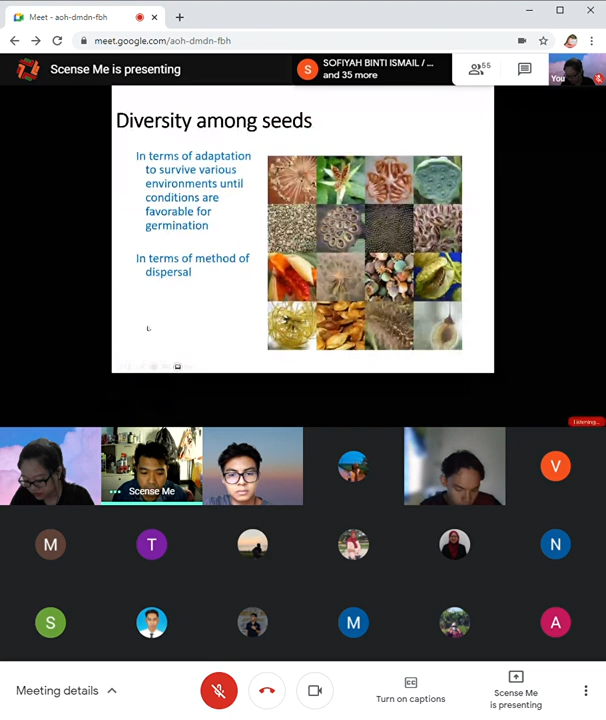 Meet - aoh-dmdn-fbh
meet.google.com/aoh-dmdn-fbh
Scense Me is presenting
S
SOFIYAH BINTI ISMAIL / ...
and 35 more
55
You
Diversity among seeds
In terms of adaptation
to survive various
environments until
conditions are
favorable for
germination
In terms of method of
dispersal
Listening...
Scense Me
V
M
T
N
S
M
A
Meeting details
CC
Turn on captions
Scense Me
is presenting